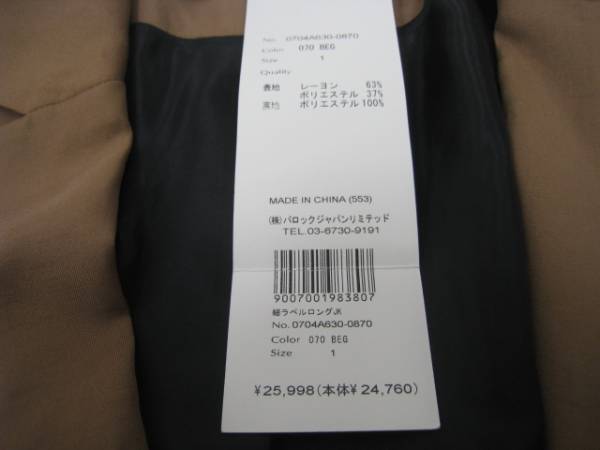 No. 0704A630-0870
Color 070 BEG
Size 1
Quality
表地 レーヨン 63%
ポリエステル 37%
裏地 ポリエステル 100%
MADE IN CHINA (553)
(株)バロックジャパンリミテッド
TEL.03-6730-9191
9007001983807
細ラペルロングJK
No.0704A630-0870
Color 070 BEG
Size 1
¥25,998(本体¥24,760)